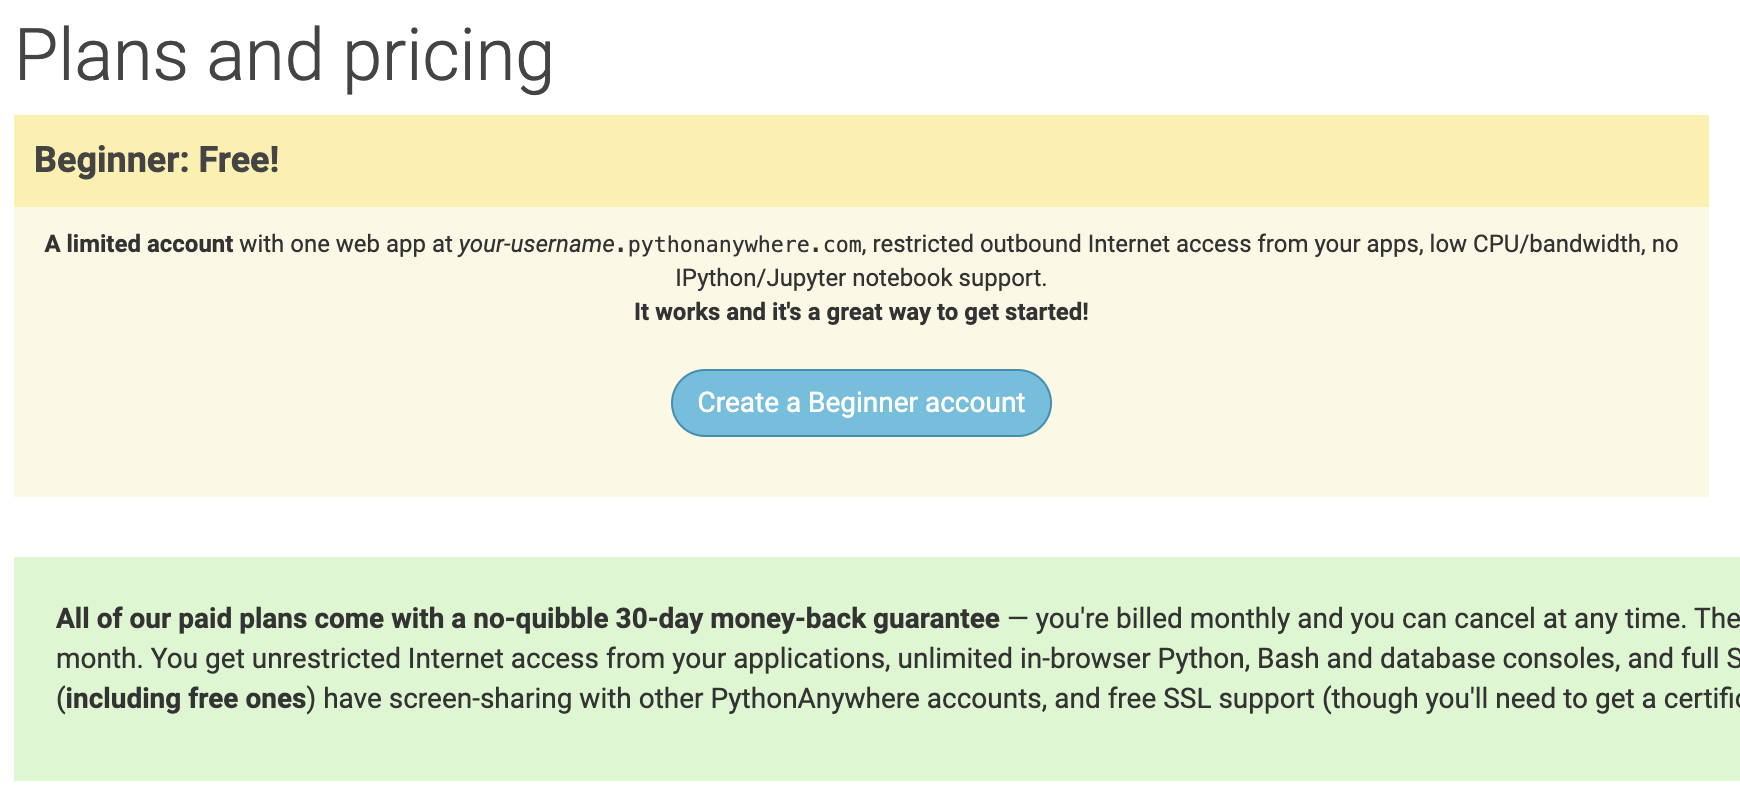 Plans and pricing
Beginner: Free!
A limited account with one web app at your-username.pythonanywhere.com, restricted outbound Internet access from your apps, low CPU/bandwidth, no
IPython/Jupyter notebook support.
It works and it's a great way to get started!
Create a Beginner account
All of our paid plans come with a no-quibble 30-day money-back guarantee — you're billed monthly and you can cancel at any time. The
month. You get unrestricted Internet access from your applications, unlimited in-browser Python, Bash and database consoles, and full
(including free ones) have screen-sharing with other PythonAnywhere accounts, and free SSL support (though you'll need to get a